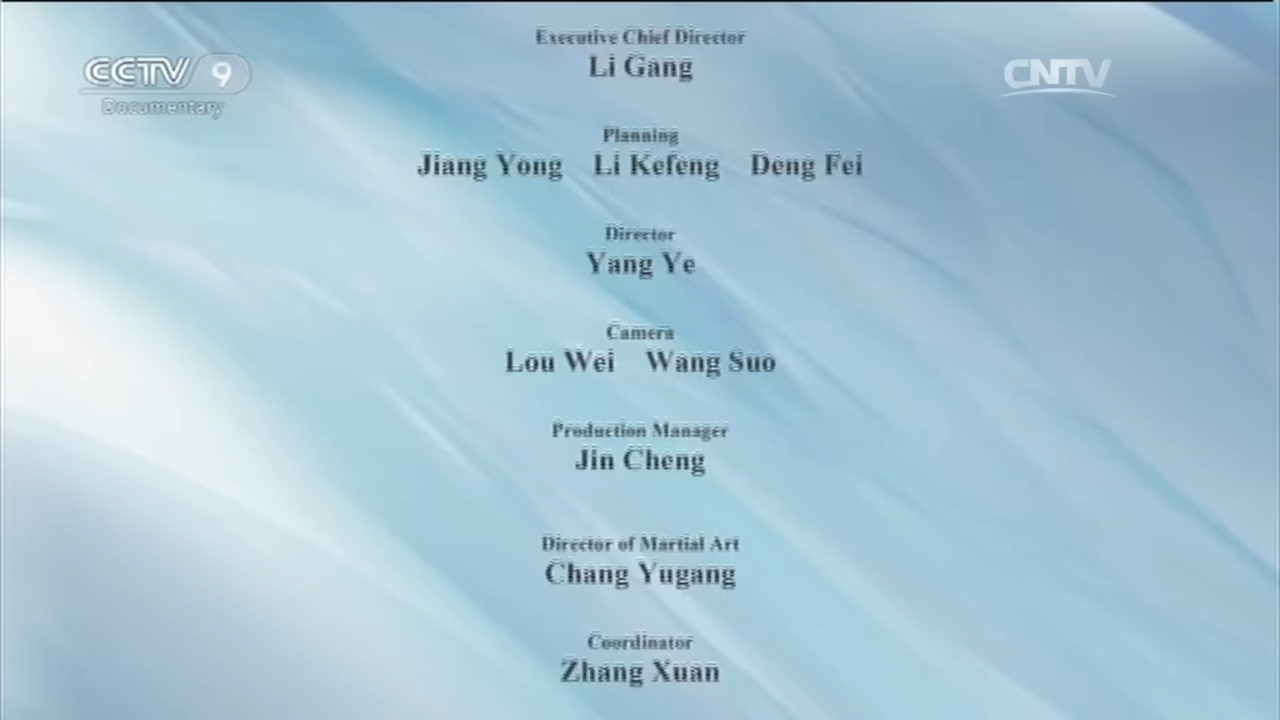 Executive Chief Director
Li Gang
CCTV 9
Documentary
CNTV
Planning
Jiang Yong Li Kefeng Deng Fei
Director
Yang Ye
Camera
Lou Wei Wang Suo
Production Manager
Jin Cheng
Director of Martial Art
Chang Yugang
Coordinator
Zhang Xuan